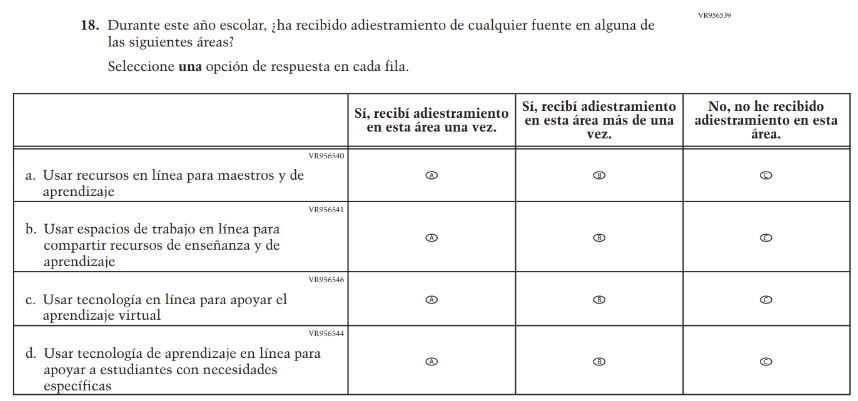 VR956539
18. Durante este año escolar, ¿ha recibido adiestramiento de cualquier fuente en alguna de
las siguientes áreas?
Seleccione una opción de respuesta en cada fila.
Sí, recibí adiestramiento
en esta área una vez.
Sí, recibí adiestramiento
en esta área más de una
vez.
No, no he recibido
adiestramiento en esta
área.
VR956540
a. Usar recursos en línea para maestros y de
aprendizaje
A B C
VR956541
b. Usar espacios de trabajo en línea para
compartir recursos de enseñanza y de
aprendizaje
A B C
VR956546
c. Usar tecnología en línea para apoyar el
aprendizaje virtual
A B C
VR956544
d. Usar tecnología de aprendizaje en línea para
apoyar a estudiantes con necesidades
específicas
A B C